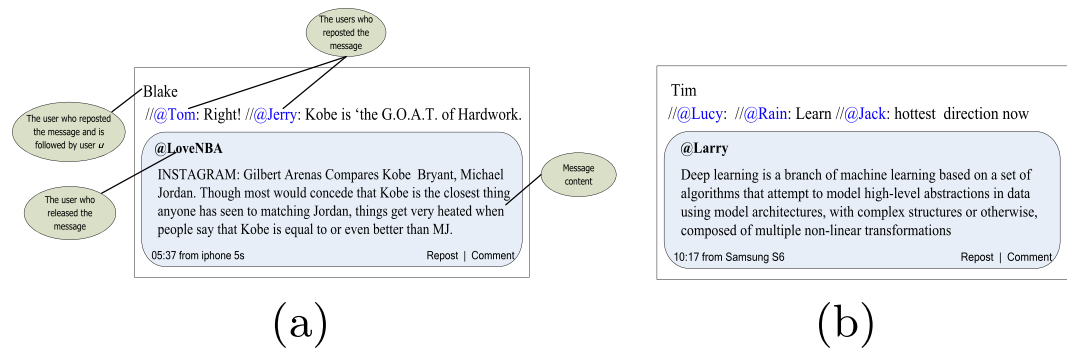 The users who
reposted the
message
Blake
//@Tom: Right! //@Jerry: Kobe is ‘the G.O.A.T. of Hardwork.
The user who reposted
the message and is
followed by user u
@LoveNBA
INSTAGRAM: Gilbert Arenas Compares Kobe Bryant, Michael
Jordan. Though most would concede that Kobe is the closest thing
anyone has seen to matching Jordan, things get very heated when
people say that Kobe is equal to or even better than MJ.
05:37 from iphone 5s
Repost | Comment
The user who
released the
message
Message
content
(a)
Tim
//@Lucy: //@Rain: Learn //@Jack: hottest direction now
@Larry
Deep learning is a branch of machine learning based on a set of
algorithms that attempt to model high-level abstractions in data
using model architectures, with complex structures or otherwise,
composed of multiple non-linear transformations
10:17 from Samsung S6
Repost | Comment
(b)